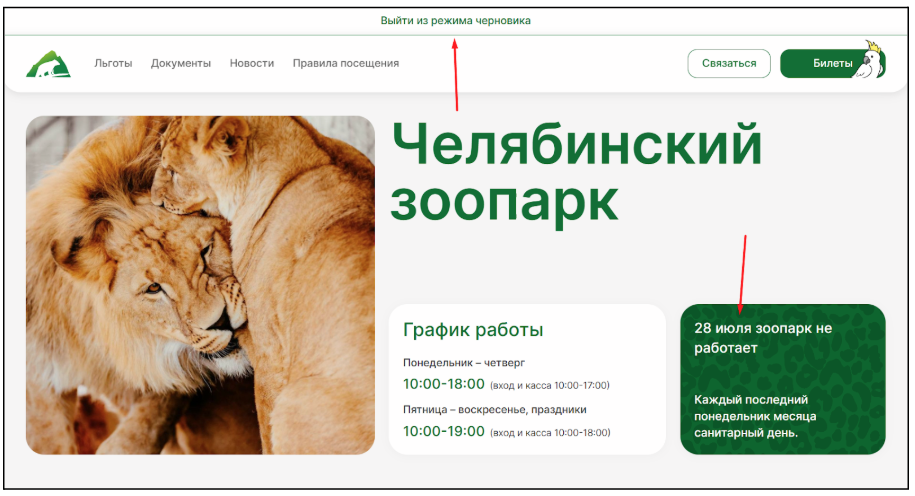 Выйти из режима черновика
Льготы Документы Новости Правила посещения Связаться Билеты
Челябинский
зоопарк
График работы
Понедельник – четверг
10:00-18:00 (вход и касса 10:00-17:00)
Пятница – воскресенье, праздники
10:00-19:00 (вход и касса 10:00-18:00)
28 июля зоопарк не
работает
Каждый последний
понедельник месяца
санитарный день.